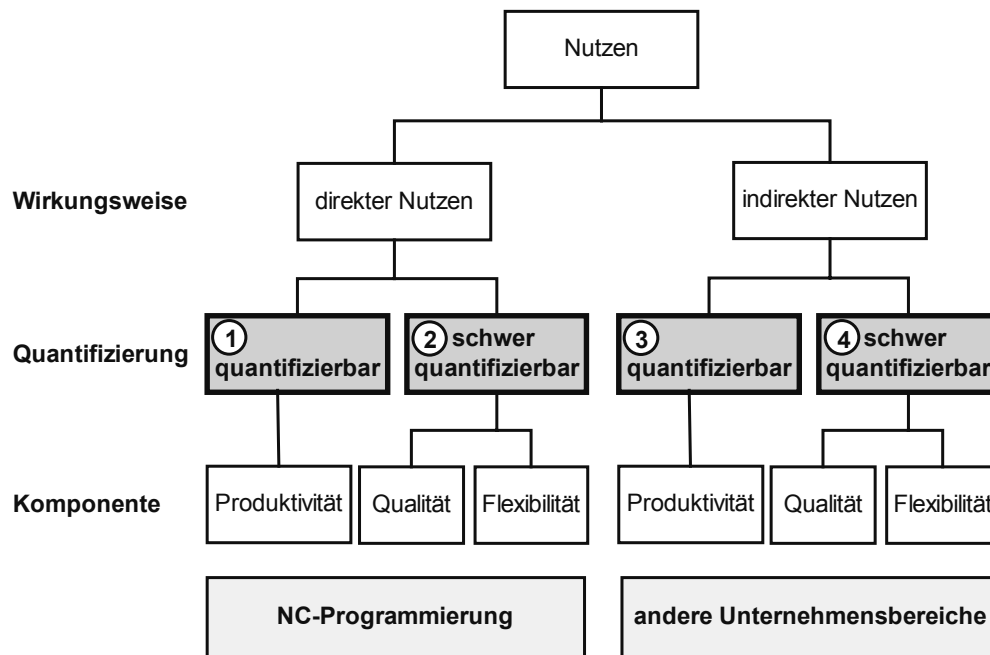 Nutzen
Wirkungsweise
direkter Nutzen
indirekter Nutzen
Quantifizierung
1
quantifizierbar
2 schwer
quantifizierbar
3
quantifizierbar
4 schwer
quantifizierbar
Komponente
Produktivität
Qualität
Flexibilität
Produktivität
Qualität
Flexibilität
NC-Programmierung
andere Unternehmensbereiche